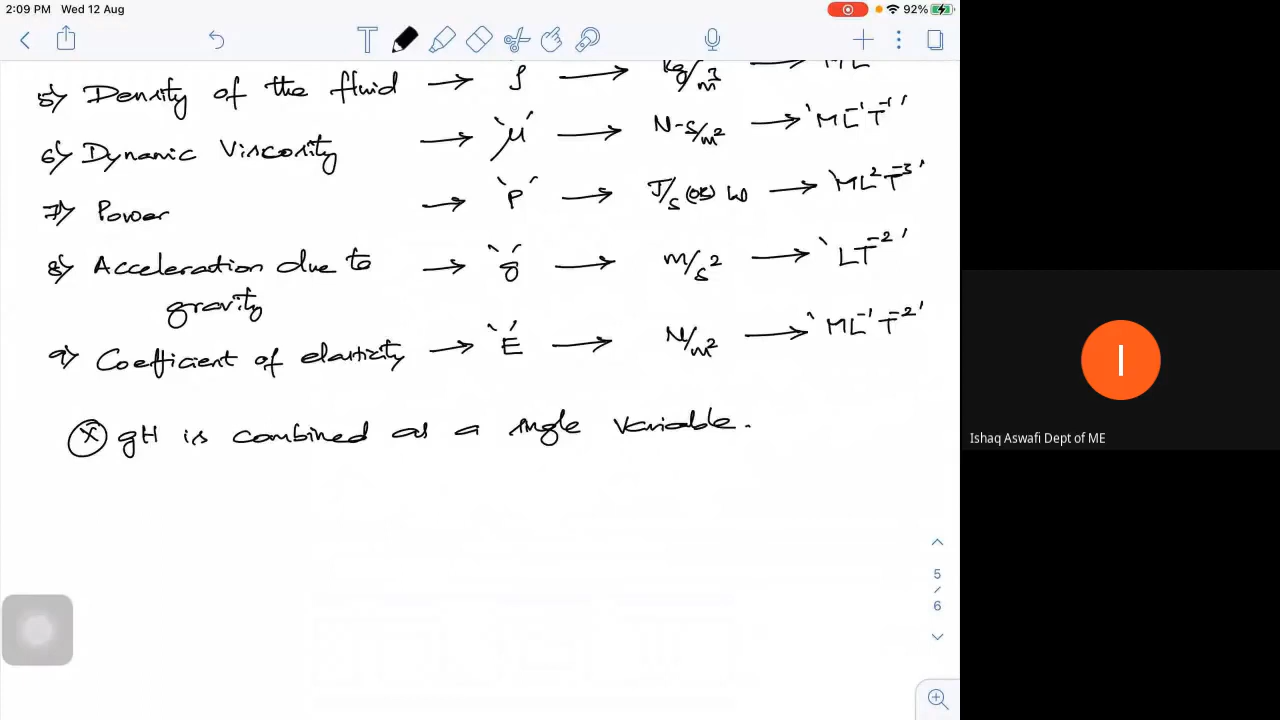 2:09 PM Wed 12 Aug 92%
5) Density of the fluid → ρ → kg/m³ → ML
6) Dynamic Viscosity → 'μ' → N-s/m² → 'ML⁻¹T⁻¹'
7) Power → 'P' → J/s (or) W → 'ML²T⁻³'
8) Acceleration due to gravity → 'g' → m/s² → 'LT⁻²'
9) Coefficient of elasticity → 'E' → N/m² → 'ML⁻¹T⁻²'
* gH is combined as a single variable.
5
/
6
I
Ishaq Aswafi Dept of ME